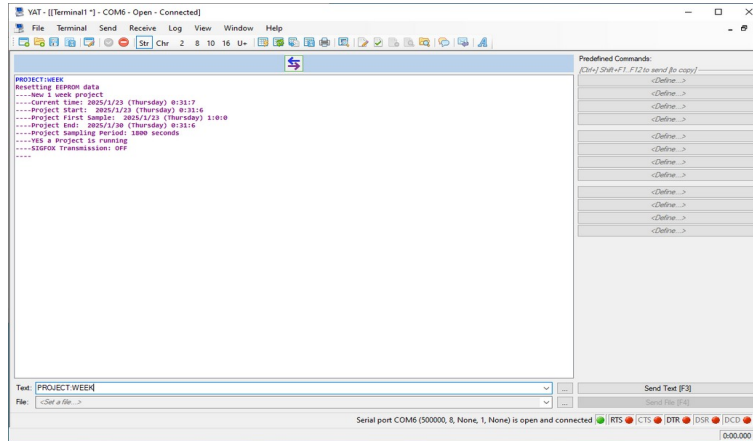 YAT - [[Terminal1 *] - COM6 - Open - Connected]
File Terminal Send Receive Log View Window Help
Str Chr 2 8 10 16 U+
Predefined Commands:
[Ctrl+] Shift+F1..F12 to send [to copy]
PROJECT:WEEK
Resetting EEPROM data
----New 1 week project
----Current time: 2025/1/23 (Thursday) 0:31:7
----Project Start:  2025/1/23 (Thursday) 0:31:6
----Project First Sample:  2025/1/23 (Thursday) 1:0:0
----Project End:  2025/1/30 (Thursday) 0:31:6
----Project Sampling Period: 1800 seconds
----YES a Project is running
----SIGFOX Transmission: OFF
----
<Define...>
<Define...>
<Define...>
<Define...>
<Define...>
<Define...>
<Define...>
<Define...>
<Define...>
<Define...>
<Define...>
<Define...>
Text: PROJECT:WEEK ... Send Text [F3]
File: <Set a file...> ... Send File [F4]
Serial port COM6 (500000, 8, None, 1, None) is open and connected RTS CTS DTR DSR DCD
0:00.000